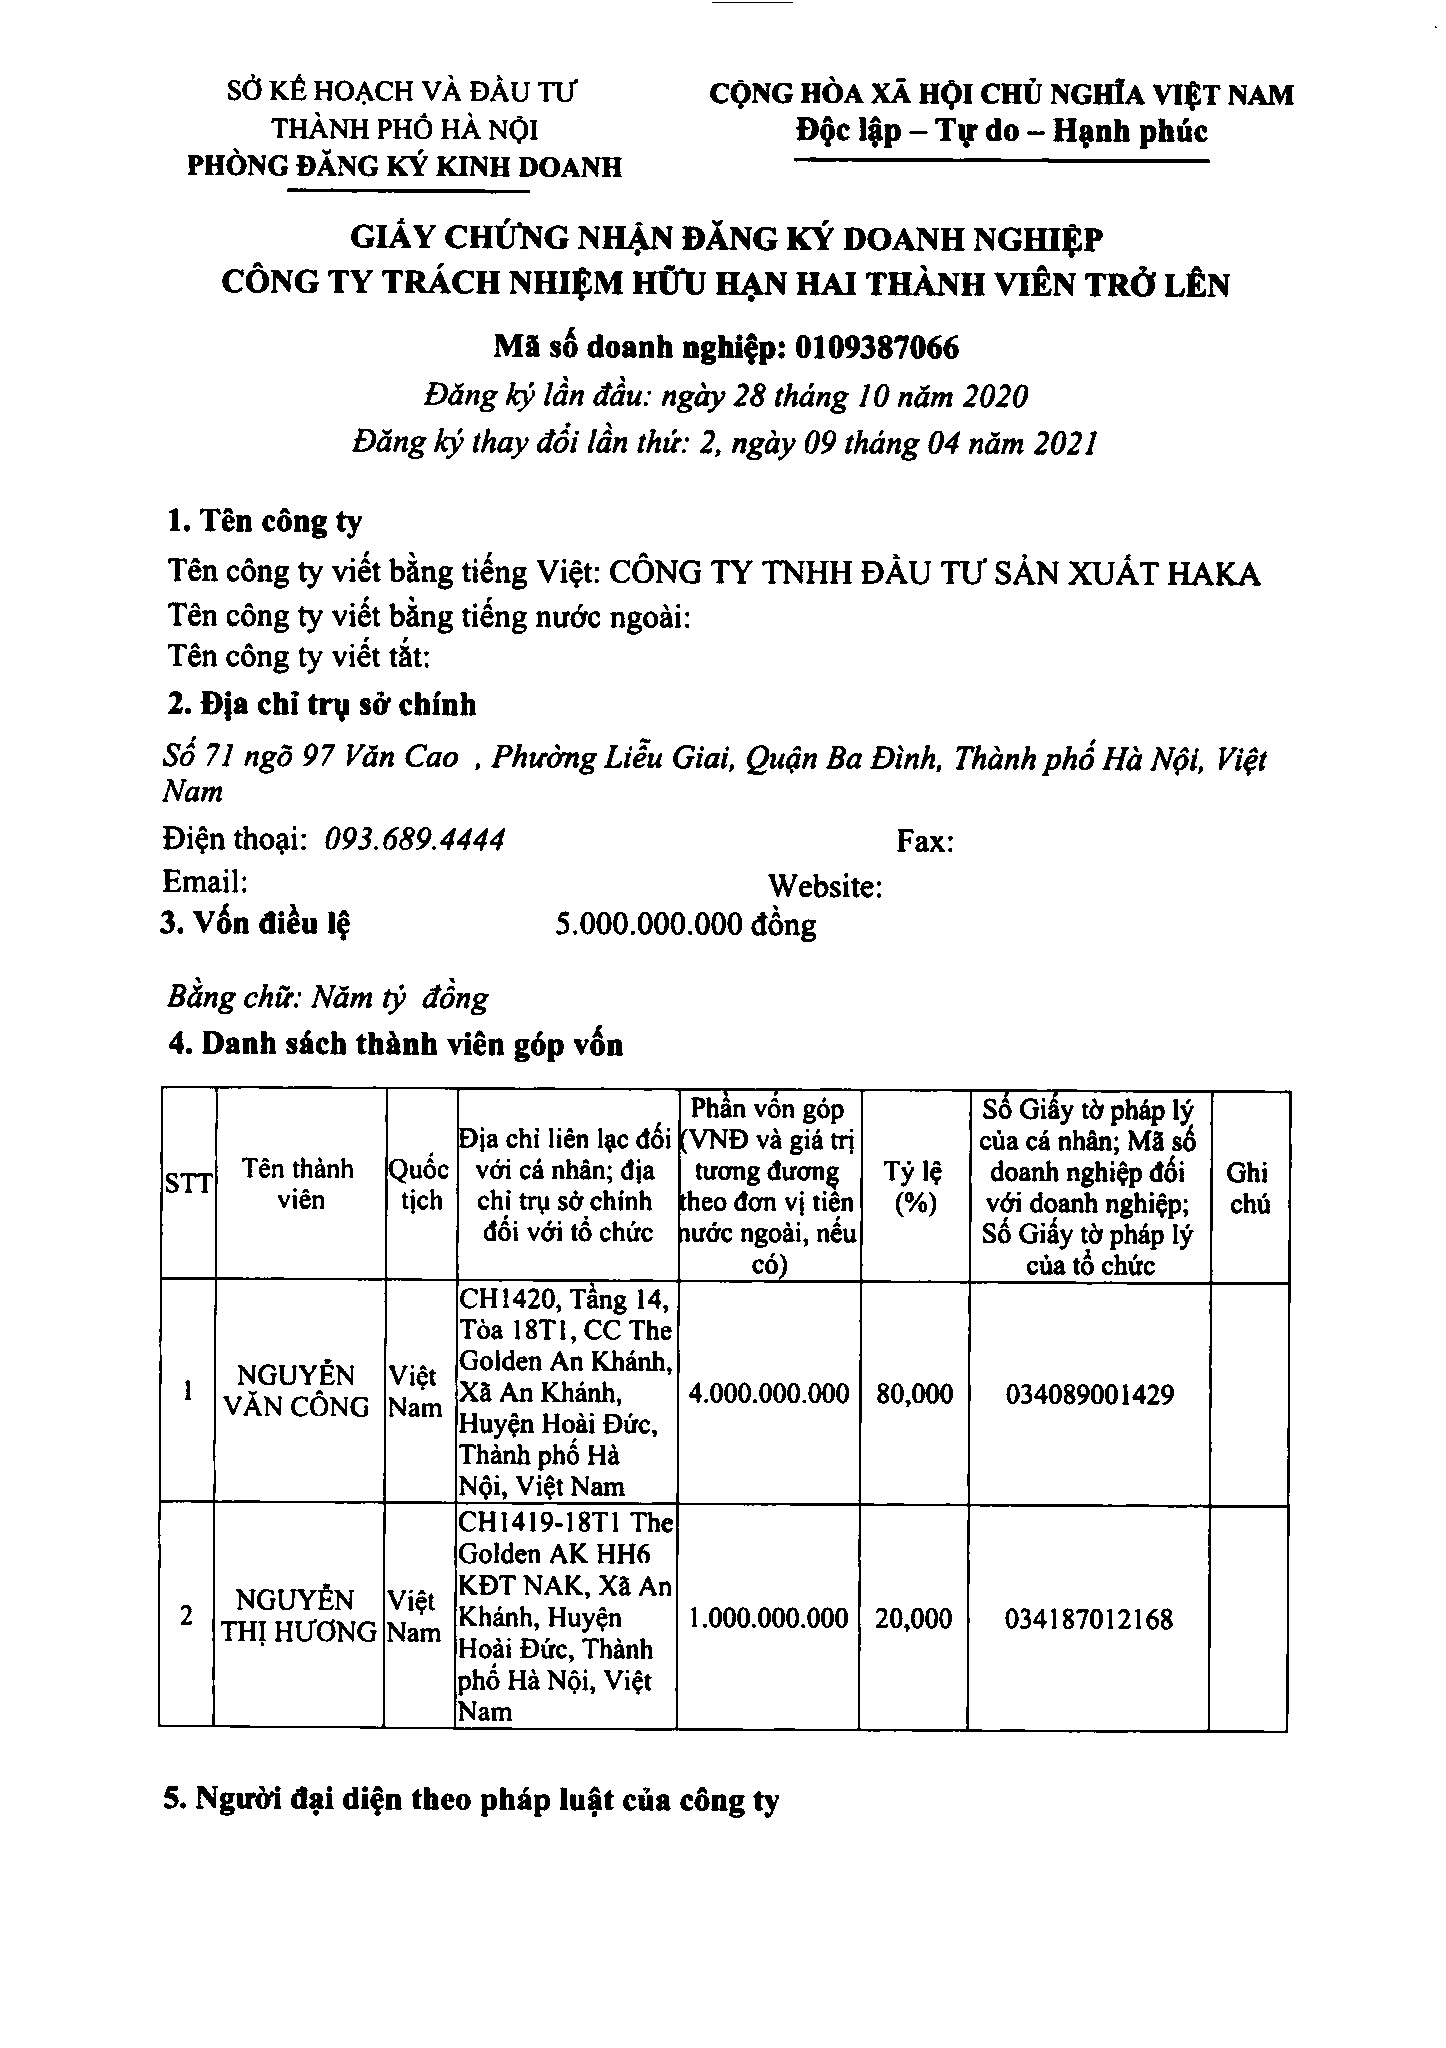 SỞ KẾ HOẠCH VÀ ĐẦU TƯ
THÀNH PHỐ HÀ NỘI
PHÒNG ĐĂNG KÝ KINH DOANH
CỘNG HÒA XÃ HỘI CHỦ NGHĨA VIỆT NAM
Độc lập – Tự do – Hạnh phúc
GIẤY CHỨNG NHẬN ĐĂNG KÝ DOANH NGHIỆP
CÔNG TY TRÁCH NHIỆM HỮU HẠN HAI THÀNH VIÊN TRỞ LÊN
Mã số doanh nghiệp: 0109387066
Đăng ký lần đầu: ngày 28 tháng 10 năm 2020
Đăng ký thay đổi lần thứ: 2, ngày 09 tháng 04 năm 2021
1. Tên công ty
Tên công ty viết bằng tiếng Việt: CÔNG TY TNHH ĐẦU TƯ SẢN XUẤT HAKA
Tên công ty viết bằng tiếng nước ngoài:
Tên công ty viết tắt:
2. Địa chỉ trụ sở chính
Số 71 ngõ 97 Văn Cao , Phường Liễu Giai, Quận Ba Đình, Thành phố Hà Nội, Việt
Nam
Điện thoại: 093.689.4444 Fax:
Email: Website:
3. Vốn điều lệ 5.000.000.000 đồng
Bằng chữ: Năm tỷ đồng
4. Danh sách thành viên góp vốn
STT
Tên thành
viên
Quốc
tịch
Địa chỉ liên lạc đối
với cá nhân; địa
chỉ trụ sở chính
đối với tổ chức
Phần vốn góp
(VNĐ và giá trị
tương đương
theo đơn vị tiền
nước ngoài, nếu
có)
Tỷ lệ
(%)
Số Giấy tờ pháp lý
của cá nhân; Mã số
doanh nghiệp đối
với doanh nghiệp;
Số Giấy tờ pháp lý
của tổ chức
Ghi
chú
1
NGUYỄN
VĂN CÔNG
Việt
Nam
CH1420, Tầng 14,
Tòa 18T1, CC The
Golden An Khánh,
Xã An Khánh,
Huyện Hoài Đức,
Thành phố Hà
Nội, Việt Nam
4.000.000.000
80,000
034089001429
2
NGUYỄN
THỊ HƯƠNG
Việt
Nam
CH1419-18T1 The
Golden AK HH6
KĐT NAK, Xã An
Khánh, Huyện
Hoài Đức, Thành
phố Hà Nội, Việt
Nam
1.000.000.000
20,000
034187012168
5. Người đại diện theo pháp luật của công ty